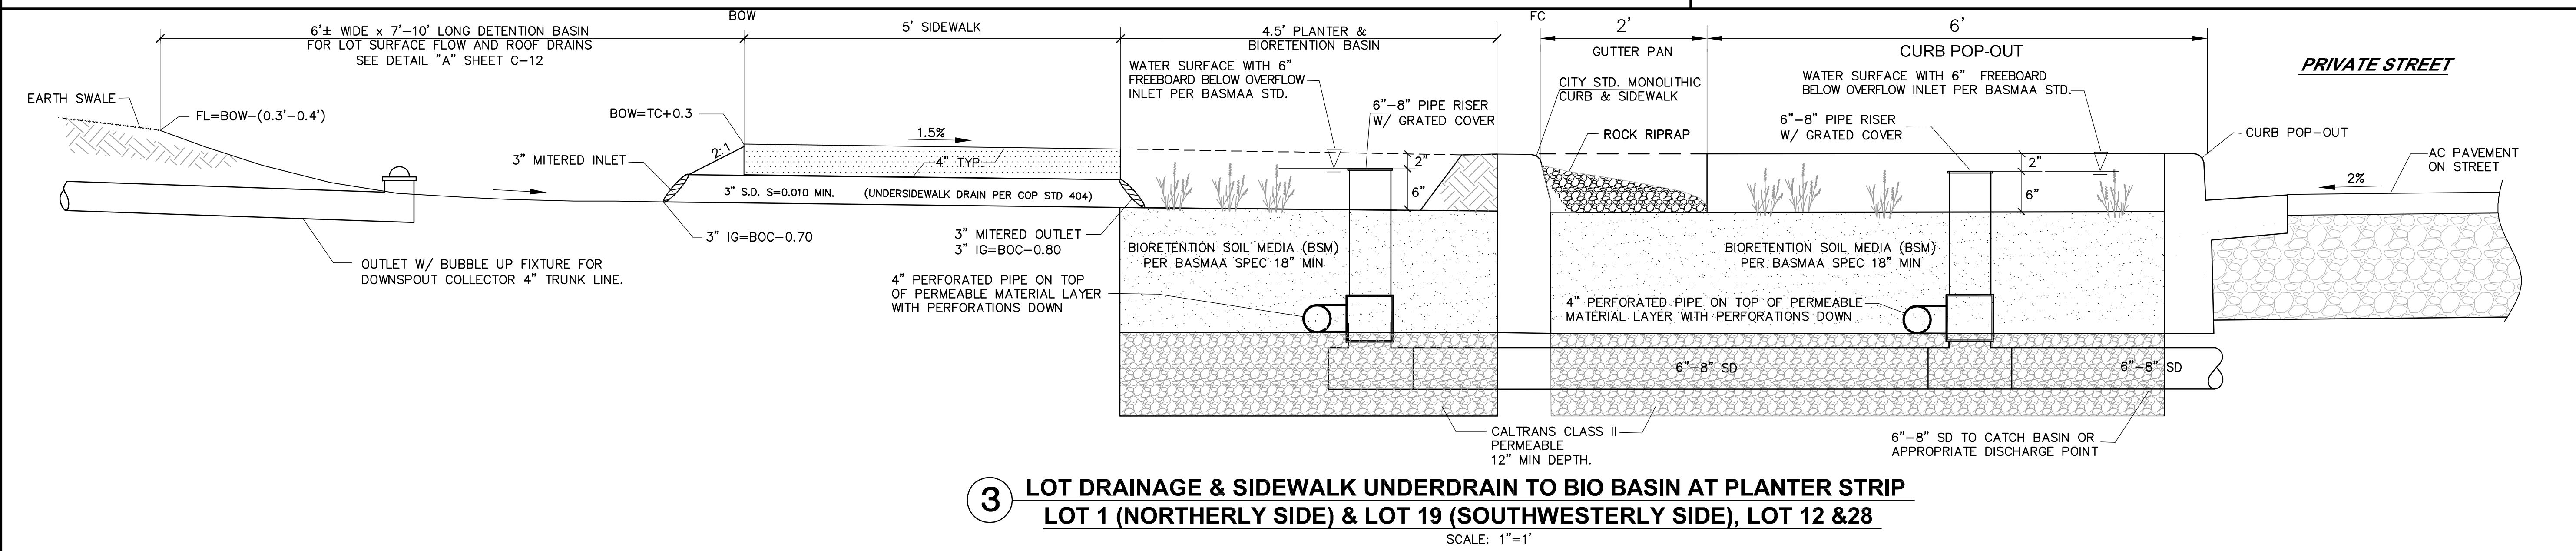 BOW
FC
6'± WIDE x 7'-10' LONG DETENTION BASIN
FOR LOT SURFACE FLOW AND ROOF DRAINS
SEE DETAIL "A" SHEET C-12
5' SIDEWALK
4.5' PLANTER &
BIORETENTION BASIN
2'
GUTTER PAN
6'
CURB POP-OUT
PRIVATE STREET
EARTH SWALE
FL=BOW-(0.3'-0.4')
BOW=TC+0.3
1.5%
2:1
4" TYP.
3" MITERED INLET
3" S.D. S=0.010 MIN.
(UNDERSIDEWALK DRAIN PER COP STD 404)
3" IG=BOC-0.70
3" MITERED OUTLET
3" IG=BOC-0.80
OUTLET W/ BUBBLE UP FIXTURE FOR
DOWNSPOUT COLLECTOR 4" TRUNK LINE.
WATER SURFACE WITH 6"
FREEBOARD BELOW OVERFLOW
INLET PER BASMAA STD.
6"-8" PIPE RISER
W/ GRATED COVER
2"
6"
CITY STD. MONOLITHIC
CURB & SIDEWALK
ROCK RIPRAP
WATER SURFACE WITH 6" FREEBOARD
BELOW OVERFLOW INLET PER BASMAA STD.
6"-8" PIPE RISER
W/ GRATED COVER
2"
6"
CURB POP-OUT
AC PAVEMENT
ON STREET
2%
BIORETENTION SOIL MEDIA (BSM)
PER BASMAA SPEC 18" MIN
4" PERFORATED PIPE ON TOP
OF PERMEABLE MATERIAL LAYER
WITH PERFORATIONS DOWN
BIORETENTION SOIL MEDIA (BSM)
PER BASMAA SPEC 18" MIN
4" PERFORATED PIPE ON TOP OF PERMEABLE
MATERIAL LAYER WITH PERFORATIONS DOWN
6"-8" SD
6"-8" SD
CALTRANS CLASS II
PERMEABLE
12" MIN DEPTH.
6"-8" SD TO CATCH BASIN OR
APPROPRIATE DISCHARGE POINT
3
LOT DRAINAGE & SIDEWALK UNDERDRAIN TO BIO BASIN AT PLANTER STRIP
LOT 1 (NORTHERLY SIDE) & LOT 19 (SOUTHWESTERLY SIDE), LOT 12 &28
SCALE: 1"=1'